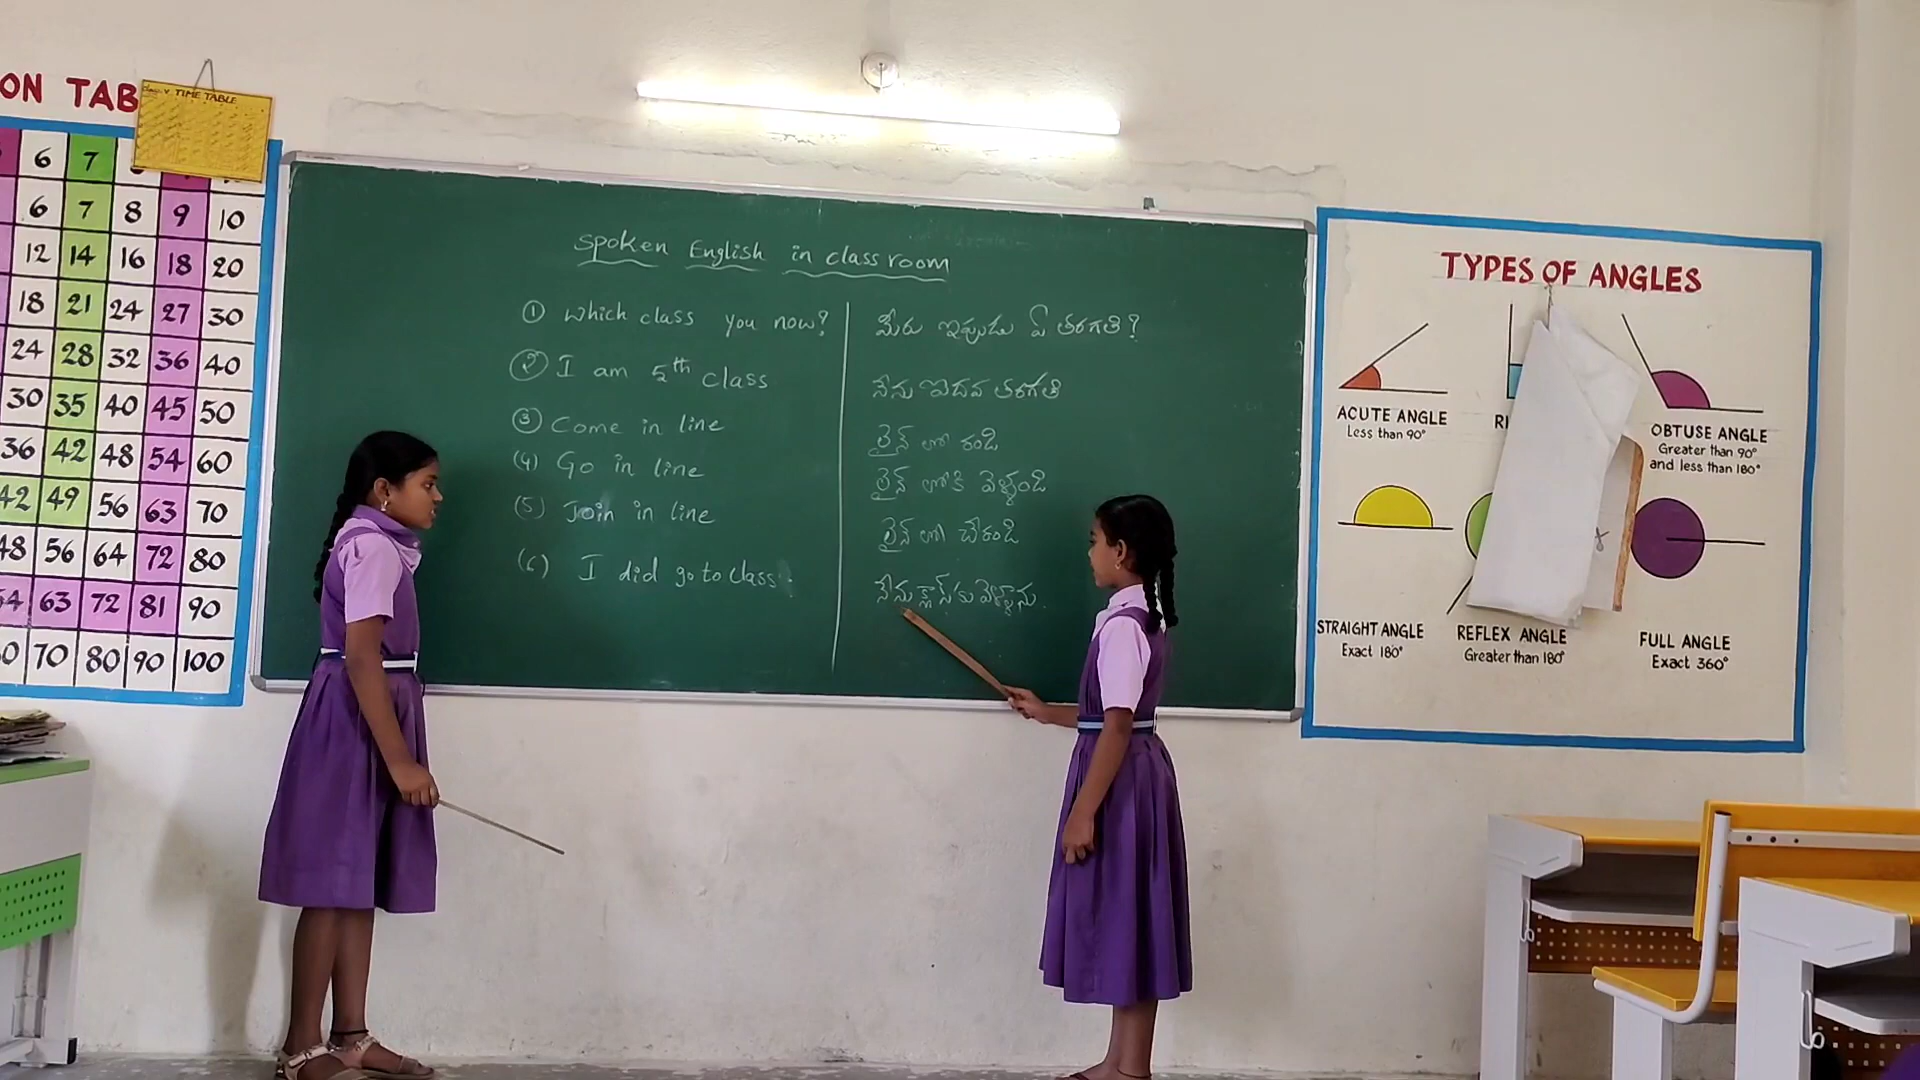 ON TAB
Class: V TIME TABLE
6 7
6 7 8 9 10
12 14 16 18 20
18 21 24 27 30
24 28 32 36 40
30 35 40 45 50
36 42 48 54 60
42 49 56 63 70
48 56 64 72 80
54 63 72 81 90
0 70 80 90 100
Spoken English in class room
① Which class you now? మీరు ఇప్పుడు ఏ తరగతి?
② I am 5th class నేను ఐదవ తరగతి
③ Come in line లైన్ లో రండి
(4) Go in line లైన్ లోకి వెళ్ళండి
(5) Join in line లైన్ లో చేరండి
(6) I did go to class. నేను క్లాస్ కు వెళ్ళాను.
TYPES OF ANGLES
ACUTE ANGLE
Less than 90°
RI
OBTUSE ANGLE
Greater than 90°
and less than 180°
STRAIGHT ANGLE
Exact 180°
REFLEX ANGLE
Greater than 180°
FULL ANGLE
Exact 360°